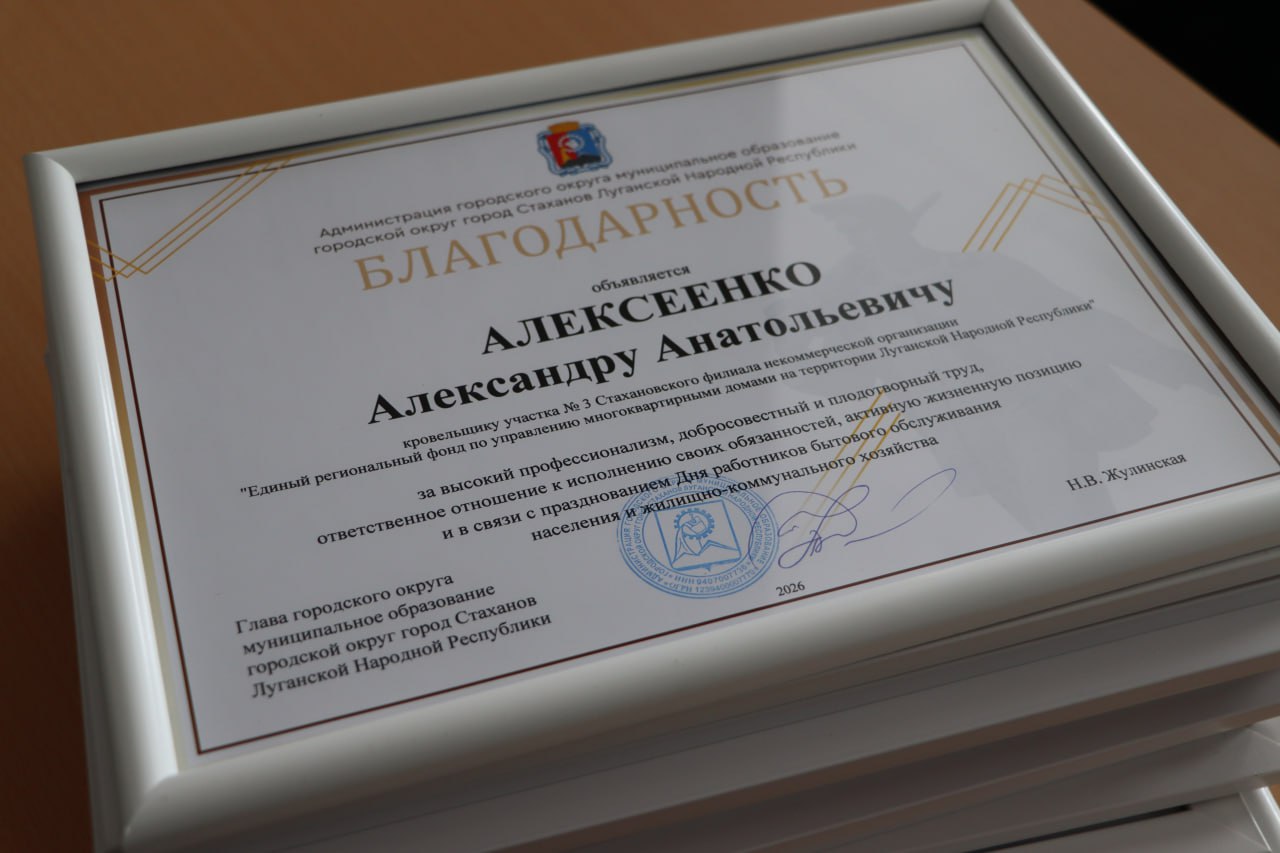 Администрация городского округа муниципальное образование
городской округ город Стаханов Луганской Народной Республики
БЛАГОДАРНОСТЬ
объявляется
АЛЕКСЕЕНКО
Александру Анатольевичу
кровельщику участка № 3 Стахановского филиала некоммерческой организации
"Единый региональный фонд по управлению многоквартирными домами на территории Луганской Народной Республики"
за высокий профессионализм, добросовестный и плодотворный труд,
ответственное отношение к исполнению своих обязанностей, активную жизненную позицию
и в связи с празднованием Дня работников бытового обслуживания
населения и жилищно-коммунального хозяйства
Глава городского округа
муниципальное образование
городской округ город Стаханов
Луганской Народной Республики
Н.В. Жудинская
2026